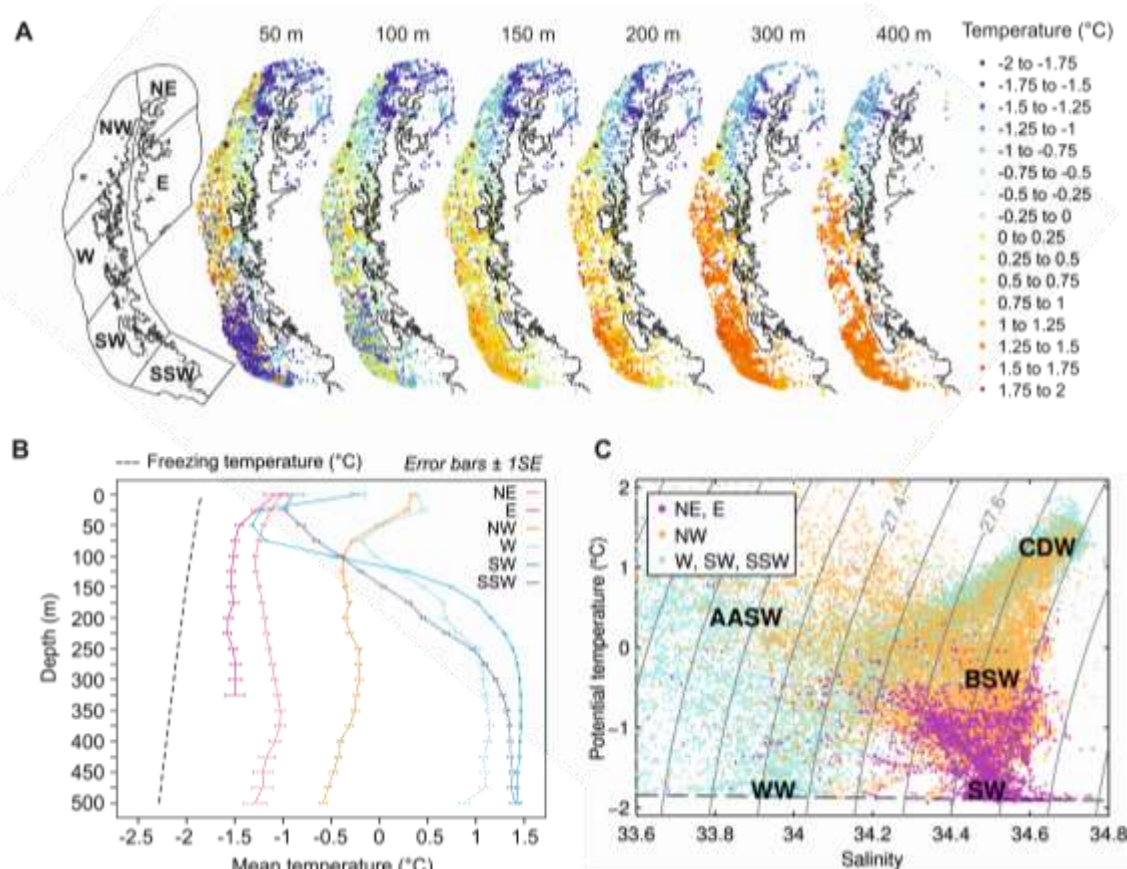 A
50 m 100 m 150 m 200 m 300 m 400 m Temperature (°C)
NE
NW
E
W
SW
SSW
-2 to -1.75
-1.75 to -1.5
-1.5 to -1.25
-1.25 to -1
-1 to -0.75
-0.75 to -0.5
-0.5 to -0.25
-0.25 to 0
0 to 0.25
0.25 to 0.5
0.5 to 0.75
0.75 to 1
1 to 1.25
1.25 to 1.5
1.5 to 1.75
1.75 to 2
B
Freezing temperature (°C) Error bars ± 1SE
NE
E
NW
W
SW
SSW
0
50
100
150
200
250
300
350
400
450
500
Depth (m)
-2.5 -2 -1.5 -1 -0.5 0 0.5 1 1.5
Mean temperature (°C)
C
NE, E
NW
W, SW, SSW
27.4
27.6
CDW
AASW
BSW
WW
SW
2
1
0
−1
−2
Potential temperature (°C)
33.6 33.8 34 34.2 34.4 34.6 34.8
Salinity